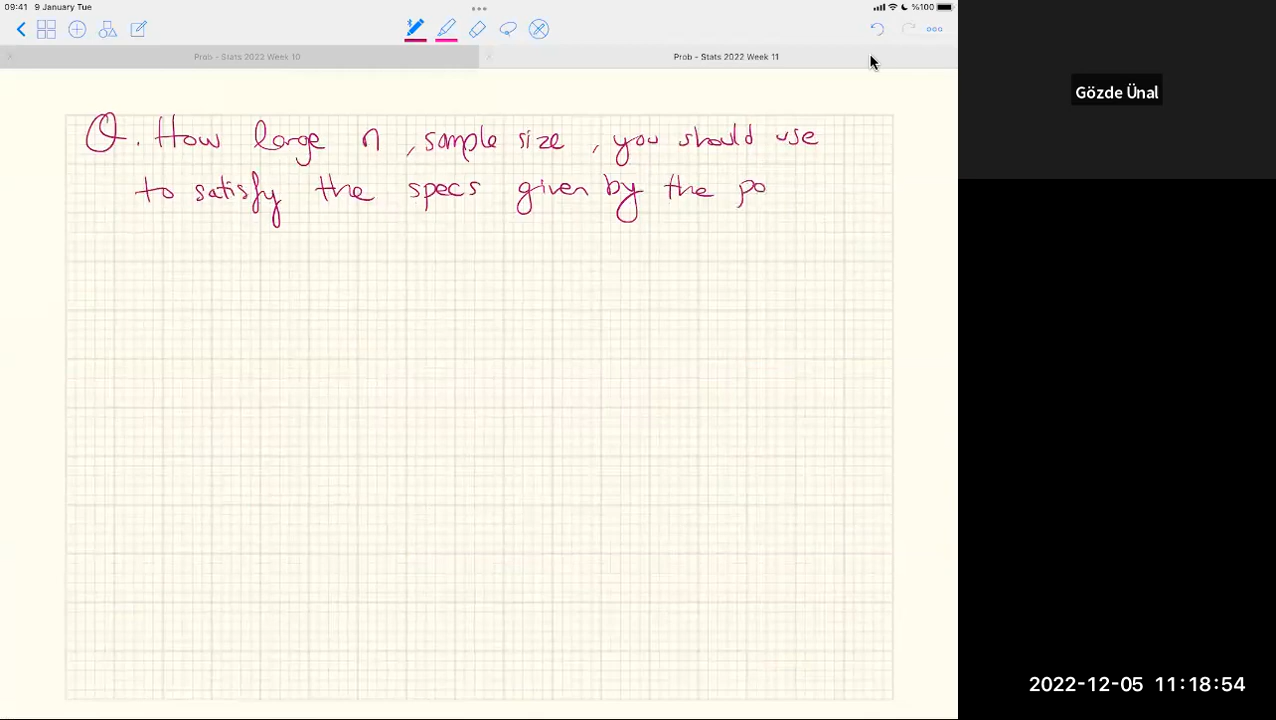 09:41 9 January Tue
%100
Prob - Stats 2022 Week 10
Prob - Stats 2022 Week 11
Gözde Ünal
Q. How large n, sample size, you should use
to satisfy the specs given by the po
2022-12-05 11:18:54